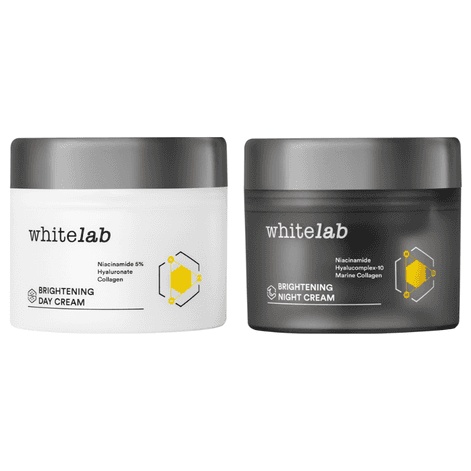 whitelab
Niacinamide 5%
Hyaluronate
Collagen
BRIGHTENING
DAY CREAM
whitelab
Niacinamide
Hyalucomplex-10
Marine Collagen
BRIGHTENING
NIGHT CREAM